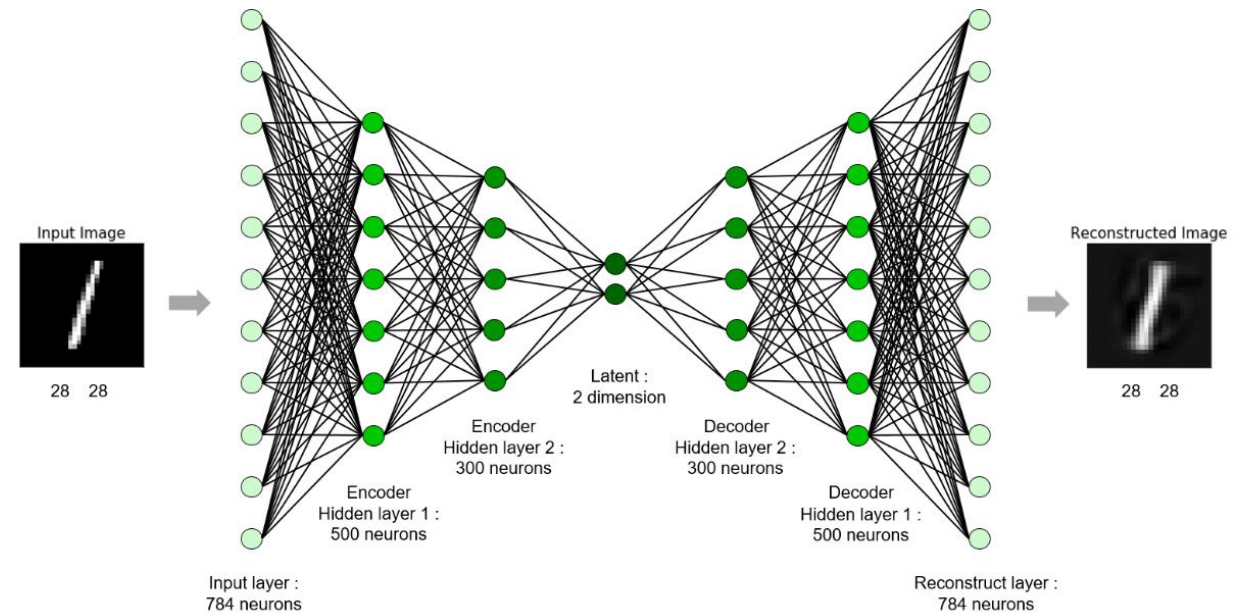 Input Image
28 28
Input layer :
784 neurons
Encoder
Hidden layer 1 :
500 neurons
Encoder
Hidden layer 2 :
300 neurons
Latent :
2 dimension
Decoder
Hidden layer 2 :
300 neurons
Decoder
Hidden layer 1 :
500 neurons
Reconstruct layer :
784 neurons
Reconstructed Image
28 28